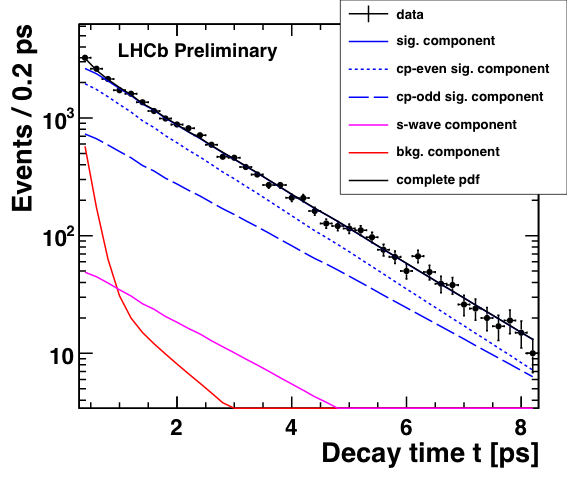 LHCb Preliminary
data
sig. component
cp-even sig. component
cp-odd sig. component
s-wave component
bkg. component
complete pdf
Events / 0.2 ps
10³
10²
10
2
4
6
8
Decay time t [ps]